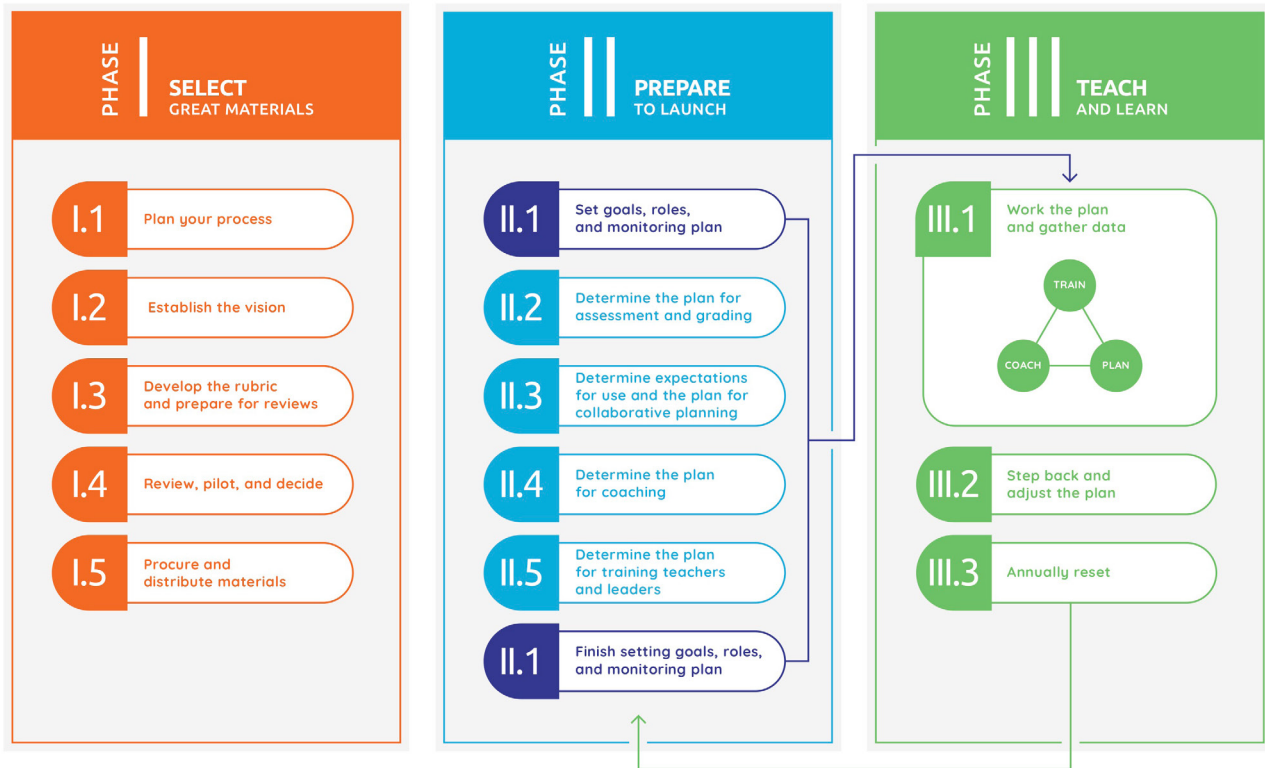 PHASE I
SELECT
GREAT MATERIALS
I.1
Plan your process
I.2
Establish the vision
I.3
Develop the rubric
and prepare for reviews
I.4
Review, pilot, and decide
I.5
Procure and
distribute materials
PHASE II
PREPARE
TO LAUNCH
II.1
Set goals, roles,
and monitoring plan
II.2
Determine the plan for
assessment and grading
II.3
Determine expectations
for use and the plan for
collaborative planning
II.4
Determine the plan
for coaching
II.5
Determine the plan
for training teachers
and leaders
II.1
Finish setting goals, roles,
and monitoring plan
PHASE III
TEACH
AND LEARN
III.1
Work the plan
and gather data
TRAIN
COACH
PLAN
III.2
Step back and
adjust the plan
III.3
Annually reset